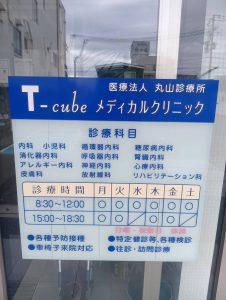 医療法人 丸山診療所
T-cube メディカルクリニック
診療科目
内科 小児科 循環器内科 糖尿病内科
消化器内科 呼吸器内科 腎臓内科
アレルギー内科 神経内科 心療内科
皮膚科 放射線科 リハビリテーション科
診療時間 月 火 水 木 金 土
8:30~12:00 ○ ○ ○ ○ ○ ○
15:00~18:30 ○ ○ ／ ○ ○ ／
日曜・祝祭日 休診
●各種予防接種 ●特定健診等、各種検診
●車椅子来院対応 ●往診・訪問診療